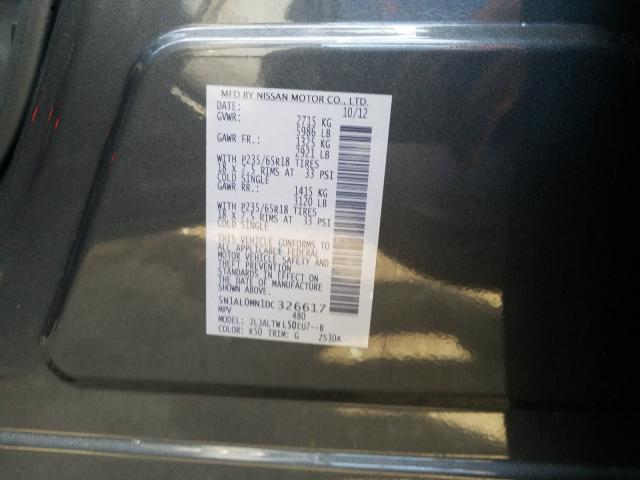 MFD BY NISSAN MOTOR CO., LTD.
DATE: 10/12
GVWR: 2715 KG
5986 LB
GAWR FR.: 1325 KG
2921 LB
WITH P235/65R18 TIRES
18 X 7.5 RIMS AT 33 PSI
COLD SINGLE
GAWR RR.: 1415 KG
3120 LB
WITH P235/65R18 TIRES
18 X 7.5 RIMS AT 33 PSI
COLD SINGLE
THIS VEHICLE CONFORMS TO
ALL APPLICABLE FEDERAL
MOTOR VEHICLE SAFETY AND
THEFT PREVENTION
STANDARDS IN EFFECT ON
THE DATE OF MANUFACTURE
SHOWN ABOVE.
5N1AL0MN1DC326617
MPV 480
MODEL: JLJALTWL50EU7--B
COLOR: K50 TRIM: G ZS30A